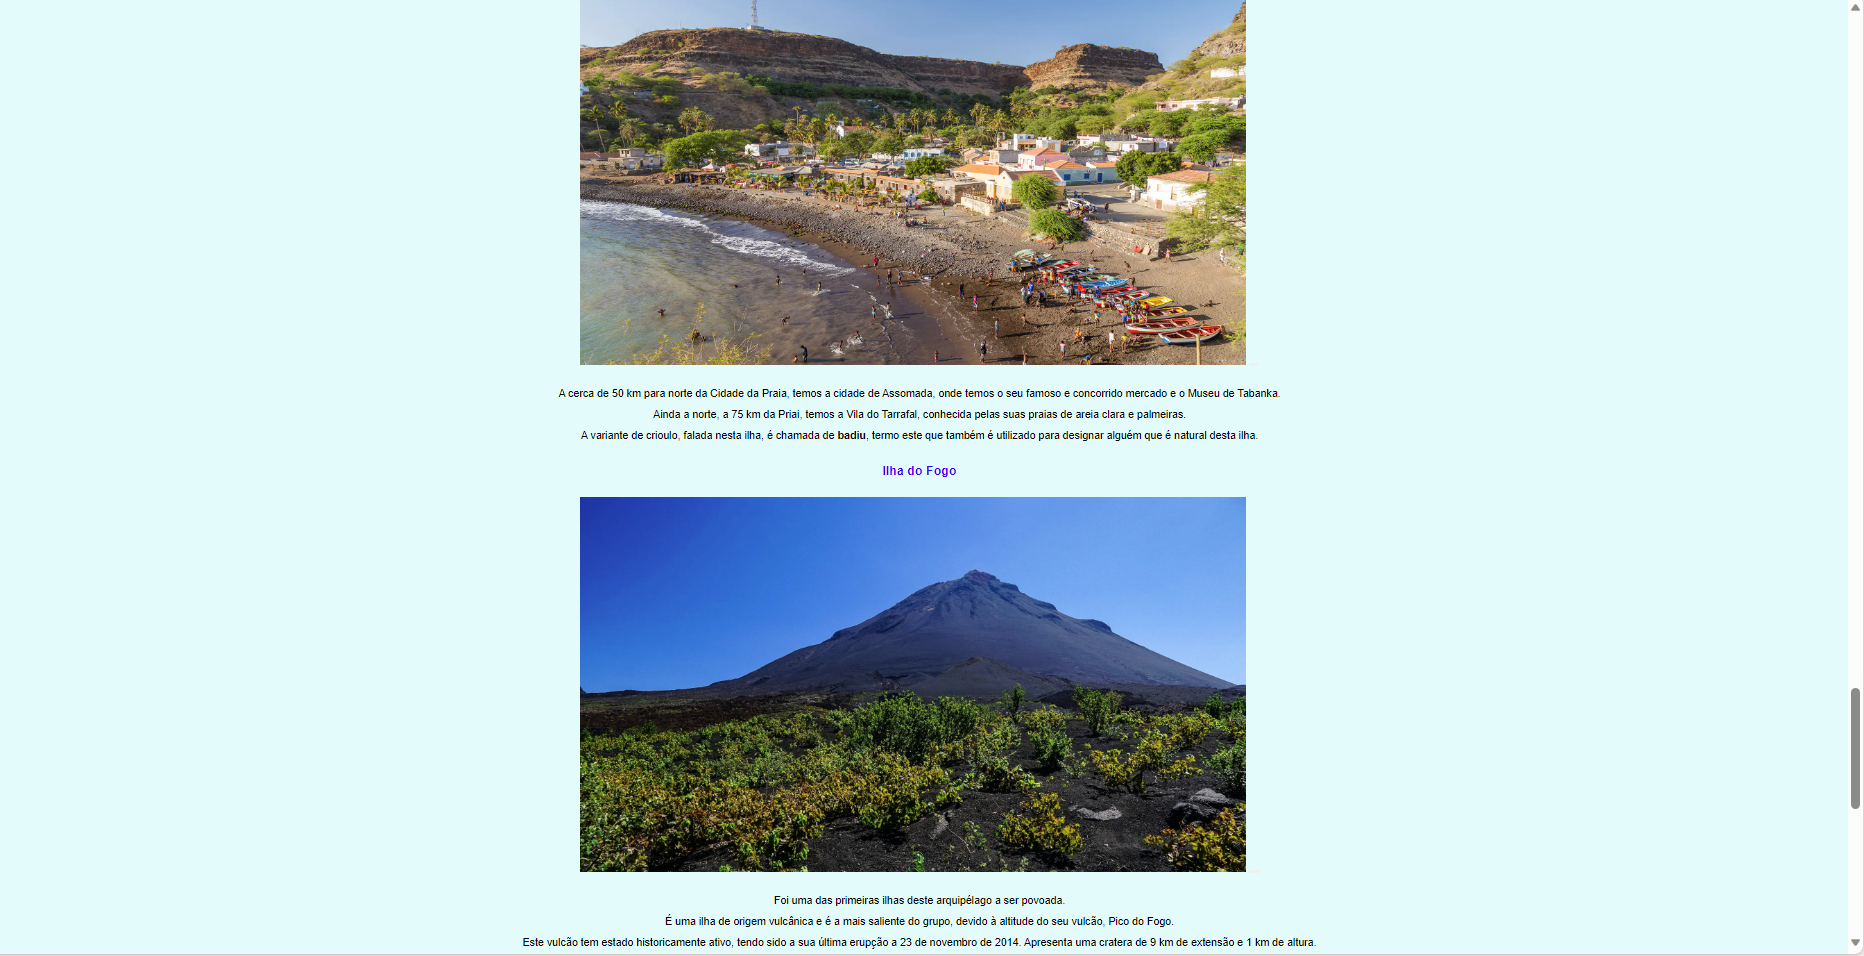 A cerca de 50 km para norte da Cidade da Praia, temos a cidade de Assomada, onde temos o seu famoso e concorrido mercado e o Museu de Tabanka.
Ainda a norte, a 75 km da Priai, temos a Vila do Tarrafal, conhecida pelas suas praias de areia clara e palmeiras.
A variante de crioulo, falada nesta ilha, é chamada de badiu, termo este que também é utilizado para designar alguém que é natural desta ilha.
Ilha do Fogo
Foi uma das primeiras ilhas deste arquipélago a ser povoada.
É uma ilha de origem vulcânica e é a mais saliente do grupo, devido à altitude do seu vulcão, Pico do Fogo.
Este vulcão tem estado historicamente ativo, tendo sido a sua última erupção a 23 de novembro de 2014. Apresenta uma cratera de 9 km de extensão e 1 km de altura.